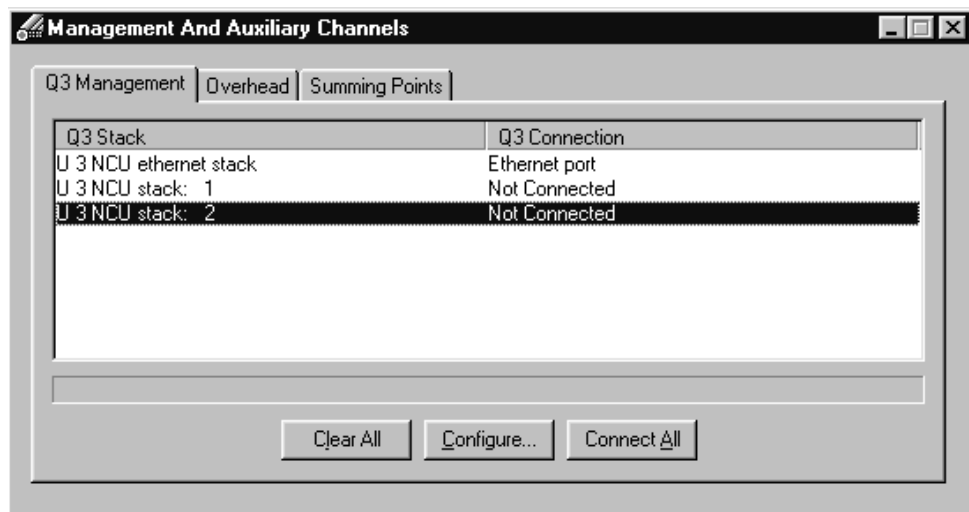 Management And Auxiliary Channels
Q3 Management Overhead Summing Points
Q3 Stack Q3 Connection
U 3 NCU ethernet stack Ethernet port
U 3 NCU stack: 1 Not Connected
U 3 NCU stack: 2 Not Connected
Clear All Configure... Connect All